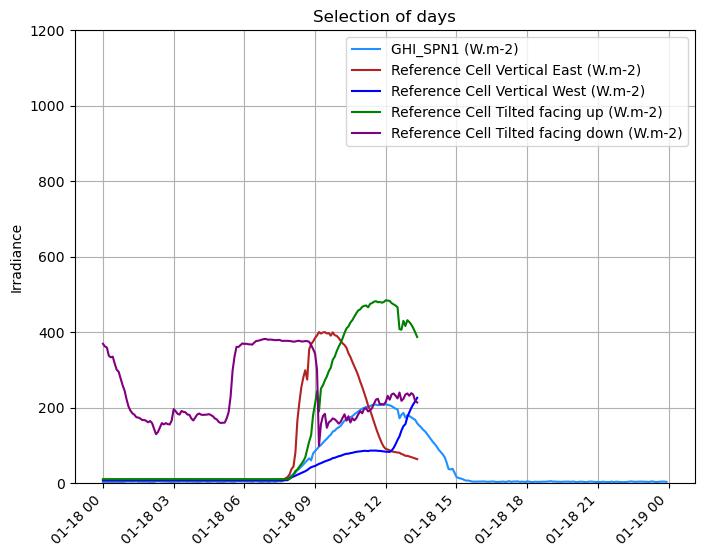 Selection of days
1200
1000
800
600
400
200
0
Irradiance
GHI_SPN1 (W.m-2)
Reference Cell Vertical East (W.m-2)
Reference Cell Vertical West (W.m-2)
Reference Cell Tilted facing up (W.m-2)
Reference Cell Tilted facing down (W.m-2)
01-18 00
01-18 03
01-18 06
01-18 09
01-18 12
01-18 15
01-18 18
01-18 21
01-19 00